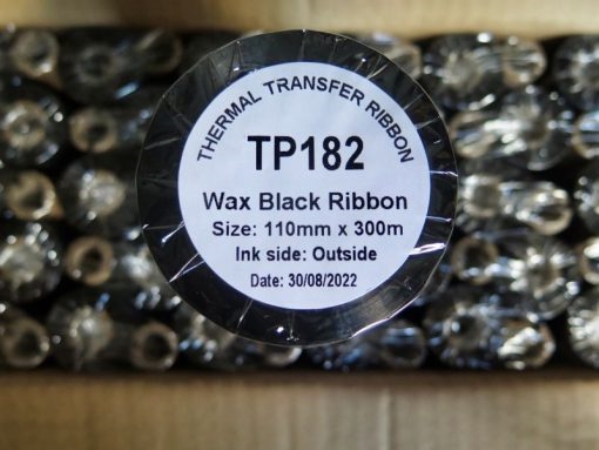 THERMAL TRANSFER RIBBON
TP182
Wax Black Ribbon
Size: 110mm x 300m
Ink side: Outside
Date: 30/08/2022